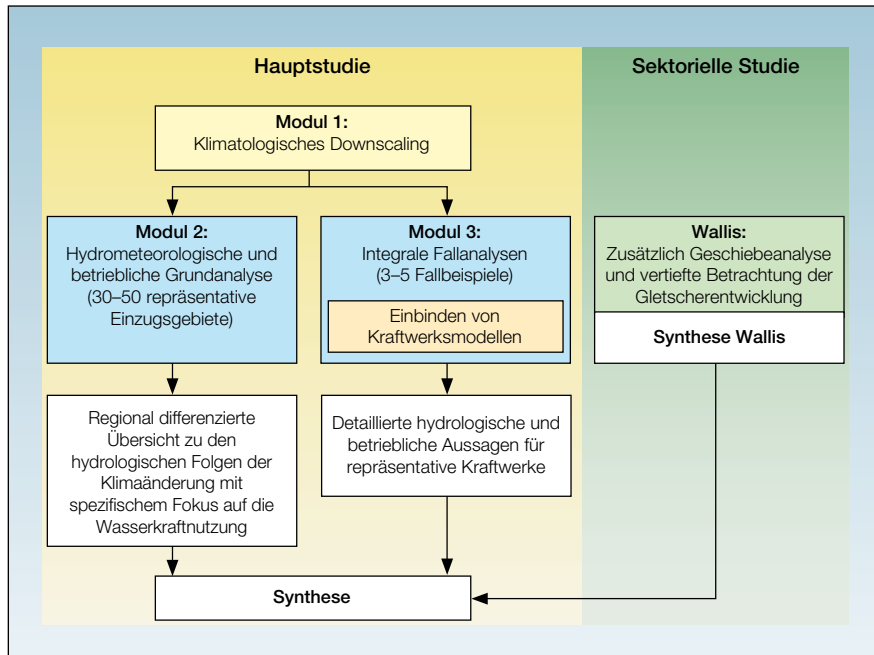 Hauptstudie
Sektorielle Studie
Modul 1:
Klimatologisches Downscaling
Modul 2:
Hydrometeorologische und
betriebliche Grundanalyse
(30–50 repräsentative
Einzugsgebiete)
Modul 3:
Integrale Fallanalysen
(3–5 Fallbeispiele)
Einbinden von
Kraftwerksmodellen
Wallis:
Zusätzlich Geschiebeanalyse
und vertiefte Betrachtung der
Gletscherentwicklung
Synthese Wallis
Regional differenzierte
Übersicht zu den
hydrologischen Folgen der
Klimaänderung mit
spezifischem Fokus auf die
Wasserkraftnutzung
Detaillierte hydrologische und
betriebliche Aussagen für
repräsentative Kraftwerke
Synthese